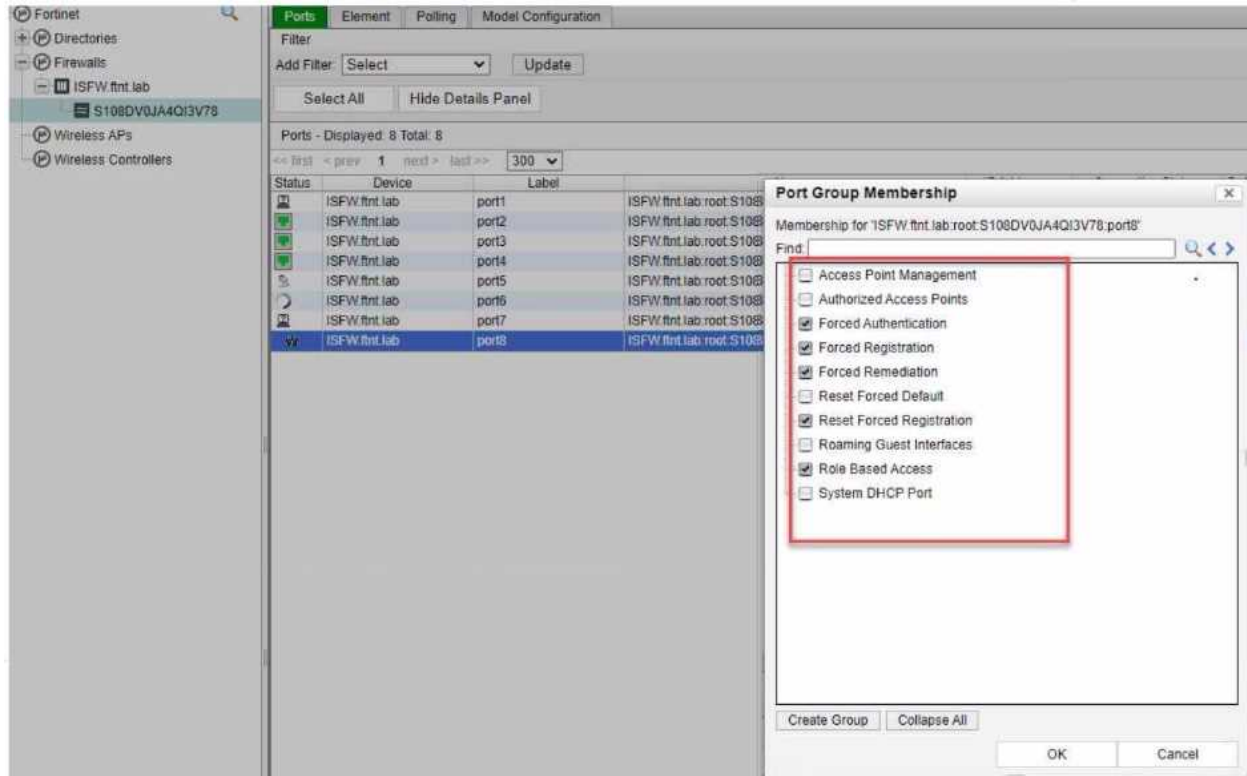 Fortinet
Directories
Firewalls
ISFW.ftnt.lab
S108DV0JA4QI3V78
Wireless APs
Wireless Controllers
Ports Element Polling Model Configuration
Filter
Add Filter: Select Update
Select All Hide Details Panel
Ports - Displayed: 8 Total: 8
<< first < prev 1 next > last >> 300
Status Device Label
ISFW.ftnt.lab port1 ISFW.ftnt.lab:root:S108
ISFW.ftnt.lab port2 ISFW.ftnt.lab:root:S108
ISFW.ftnt.lab port3 ISFW.ftnt.lab:root:S108
ISFW.ftnt.lab port4 ISFW.ftnt.lab:root:S108
ISFW.ftnt.lab port5 ISFW.ftnt.lab:root:S108
ISFW.ftnt.lab port6 ISFW.ftnt.lab:root:S108
ISFW.ftnt.lab port7 ISFW.ftnt.lab:root:S108
ISFW.ftnt.lab port8 ISFW.ftnt.lab:root:S108
Port Group Membership
Membership for 'ISFW.ftnt.lab:root:S108DV0JA4QI3V78:port8'
Find:
Access Point Management
Authorized Access Points
Forced Authentication
Forced Registration
Forced Remediation
Reset Forced Default
Reset Forced Registration
Roaming Guest Interfaces
Role Based Access
System DHCP Port
Create Group Collapse All
OK Cancel